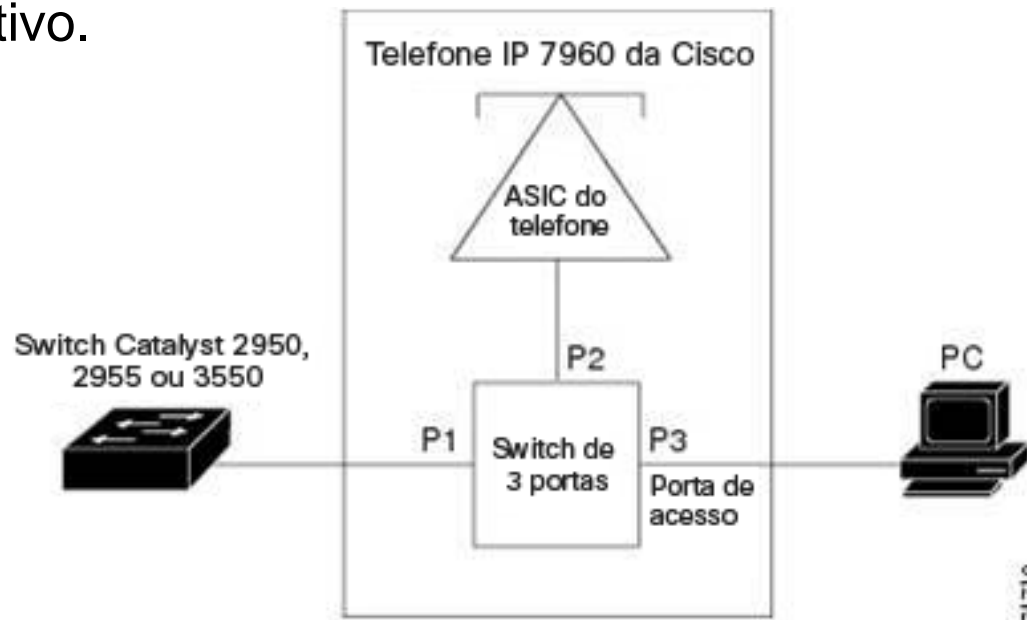 tivo.
Telefone IP 7960 da Cisco
ASIC do
telefone
Switch Catalyst 2950,
2955 ou 3550
P2
PC
P1
Switch de
3 portas
P3
Porta de
acesso